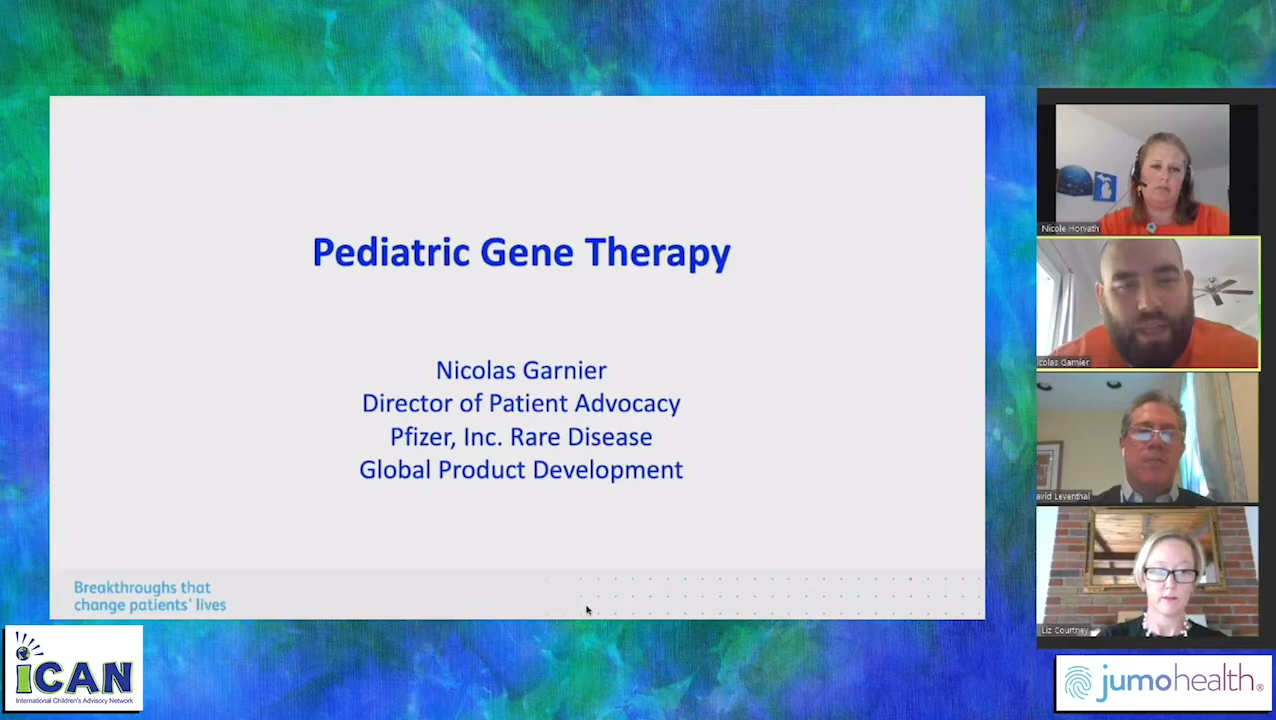 Pediatric Gene Therapy
Nicolas Garnier
Director of Patient Advocacy
Pfizer, Inc. Rare Disease
Global Product Development
Breakthroughs that
change patients' lives
Nicole Horvath
icolas Garnier
avid Leventhal
Liz Courtney
iCAN
International Children's Advisory Network
jumohealth®